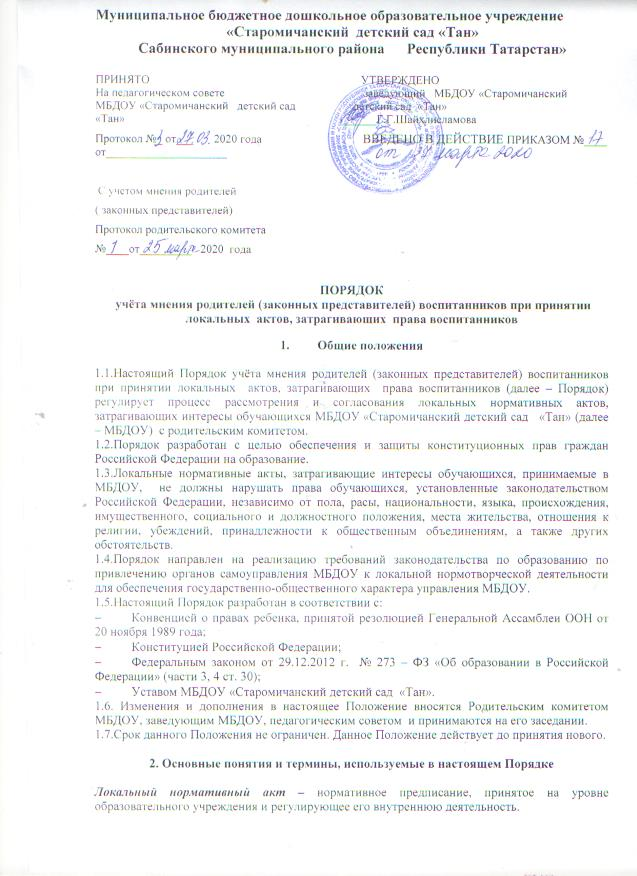 Муниципальное бюджетное дошкольное образовательное учреждение
«Старомичанский детский сад «Тан»
Сабинского муниципального района Республики Татарстан»
ПРИНЯТО
На педагогическом совете
МБДОУ «Старомичанский детский сад
«Тан»
Протокол № от 27.03. 2020 года
от
УТВЕРЖДЕНО
заведующий МБДОУ «Старомичанский
детский сад «Тан»
Г.Г.Шайхлисламова
ВВЕДЕНО В ДЕЙСТВИЕ ПРИКАЗОМ № 17
от марта 2020
С учетом мнения родителей
( законных представителей)
Протокол родительского комитета
№ 1 от 25 марта 2020 года
ПОРЯДОК
учёта мнения родителей (законных представителей) воспитанников при принятии
локальных актов, затрагивающих права воспитанников
1. Общие положения
1.1.Настоящий Порядок учёта мнения родителей (законных представителей) воспитанников
при принятии локальных актов, затрагивающих права воспитанников (далее – Порядок)
регулирует процесс рассмотрения и согласования локальных нормативных актов,
затрагивающих интересы обучающихся МБДОУ «Старомичанский детский сад «Тан» (далее
– МБДОУ) с родительским комитетом.
1.2.Порядок разработан с целью обеспечения и защиты конституционных прав граждан
Российской Федерации на образование.
1.3.Локальные нормативные акты, затрагивающие интересы обучающихся, принимаемые в
МБДОУ, не должны нарушать права обучающихся, установленные законодательством
Российской Федерации, независимо от пола, расы, национальности, языка, происхождения,
имущественного, социального и должностного положения, места жительства, отношения к
религии, убеждений, принадлежности к общественным объединениям, а также других
обстоятельств.
1.4.Порядок направлен на реализацию требований законодательства по образованию по
привлечению органов самоуправления МБДОУ к локальной нормотворческой деятельности
для обеспечения государственно-общественного характера управления МБДОУ.
1.5.Настоящий Порядок разработан в соответствии с:
– Конвенцией о правах ребенка, принятой резолюцией Генеральной Ассамблеи ООН от
20 ноября 1989 года;
– Конституцией Российской Федерации;
– Федеральным законом от 29.12.2012 г. № 273 – ФЗ «Об образовании в Российской
Федерации» (части 3, 4 ст. 30);
– Уставом МБДОУ «Старомичанский детский сад «Тан».
1.6. Изменения и дополнения в настоящее Положение вносятся Родительским комитетом
МБДОУ, заведующим МБДОУ, педагогическим советом и принимаются на его заседании.
1.7.Срок данного Положения не ограничен. Данное Положение действует до принятия нового.
2. Основные понятия и термины, используемые в настоящем Порядке
Локальный нормативный акт – нормативное предписание, принятое на уровне
образовательного учреждения и регулирующее его внутреннюю деятельность.